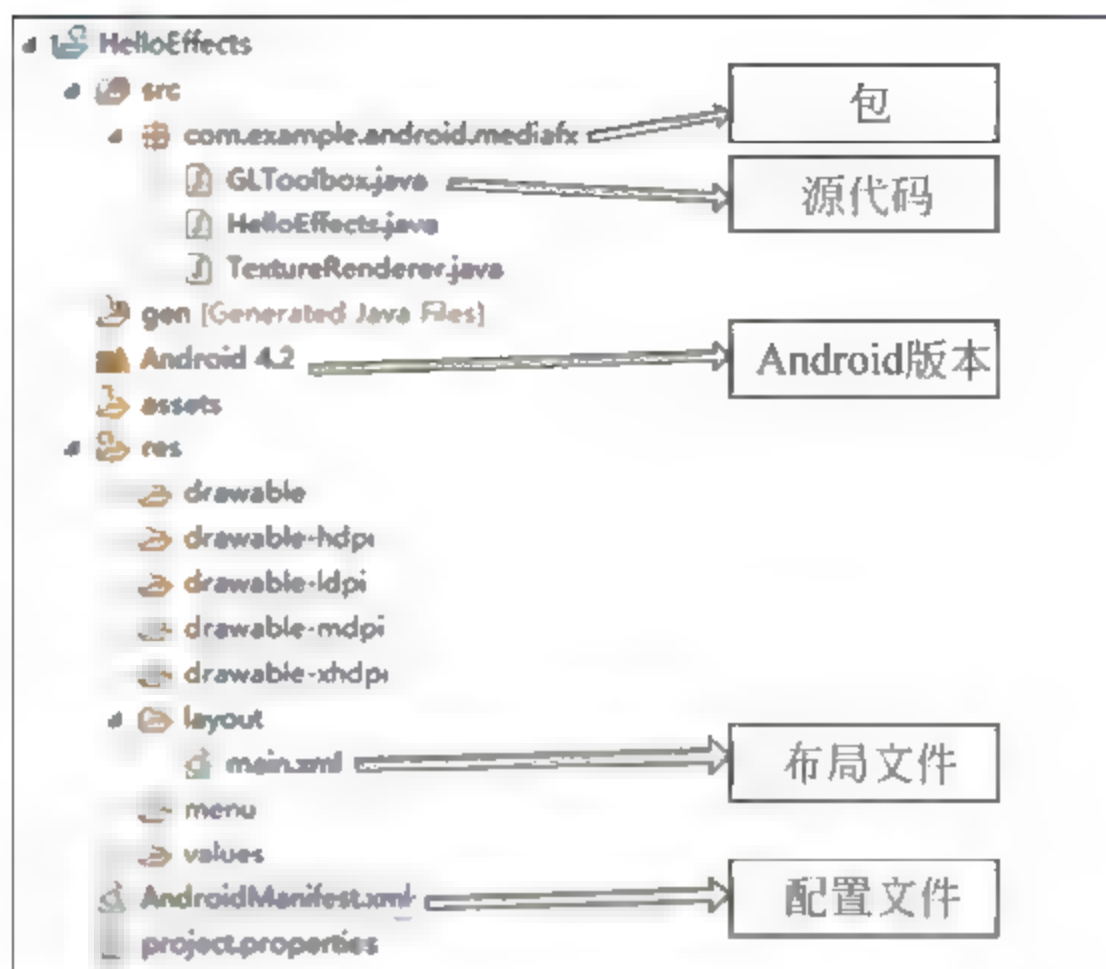 HelloEffects
src
com.example.android.mediafx
包
GLToolbox.java
源代码
HelloEffects.java
TextureRenderer.java
gen [Generated Java Files]
Android 4.2
Android版本
assets
res
drawable
drawable-hdpi
drawable-ldpi
drawable-mdpi
drawable-xhdpi
layout
main.xml
布局文件
menu
values
AndroidManifest.xml
配置文件
project.properties